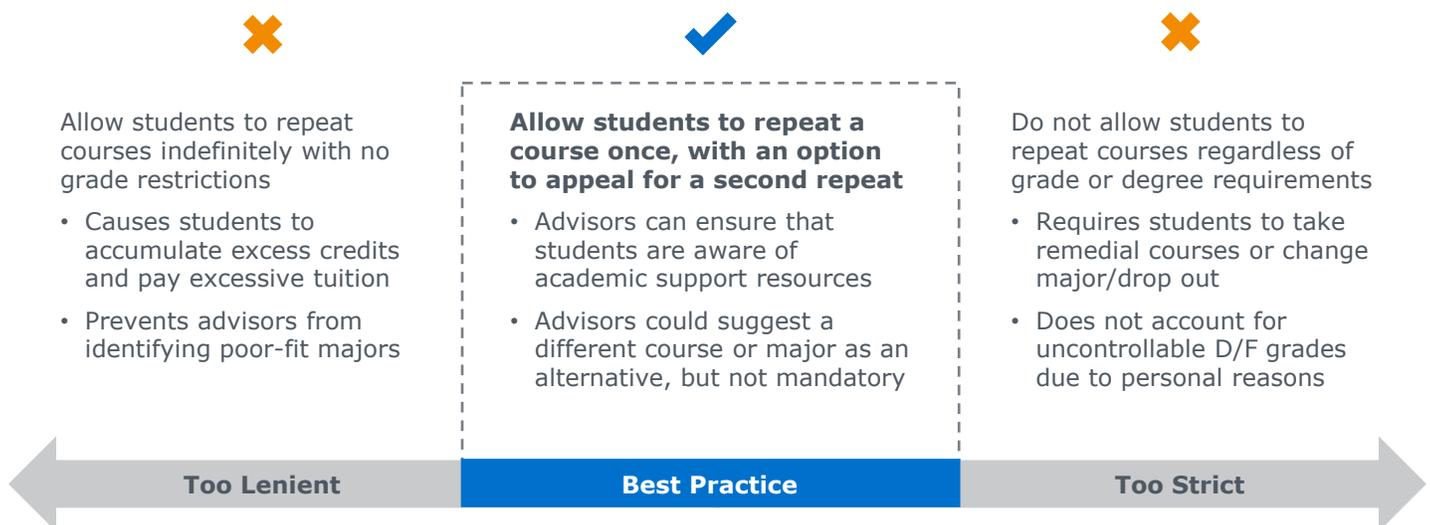 Allow students to repeat
courses indefinitely with no
grade restrictions
• Causes students to
accumulate excess credits
and pay excessive tuition
• Prevents advisors from
identifying poor-fit majors
Allow students to repeat a
course once, with an option
to appeal for a second repeat
• Advisors can ensure that
students are aware of
academic support resources
• Advisors could suggest a
different course or major as an
alternative, but not mandatory
Do not allow students to
repeat courses regardless of
grade or degree requirements
• Requires students to take
remedial courses or change
major/drop out
• Does not account for
uncontrollable D/F grades
due to personal reasons
Too Lenient
Best Practice
Too Strict